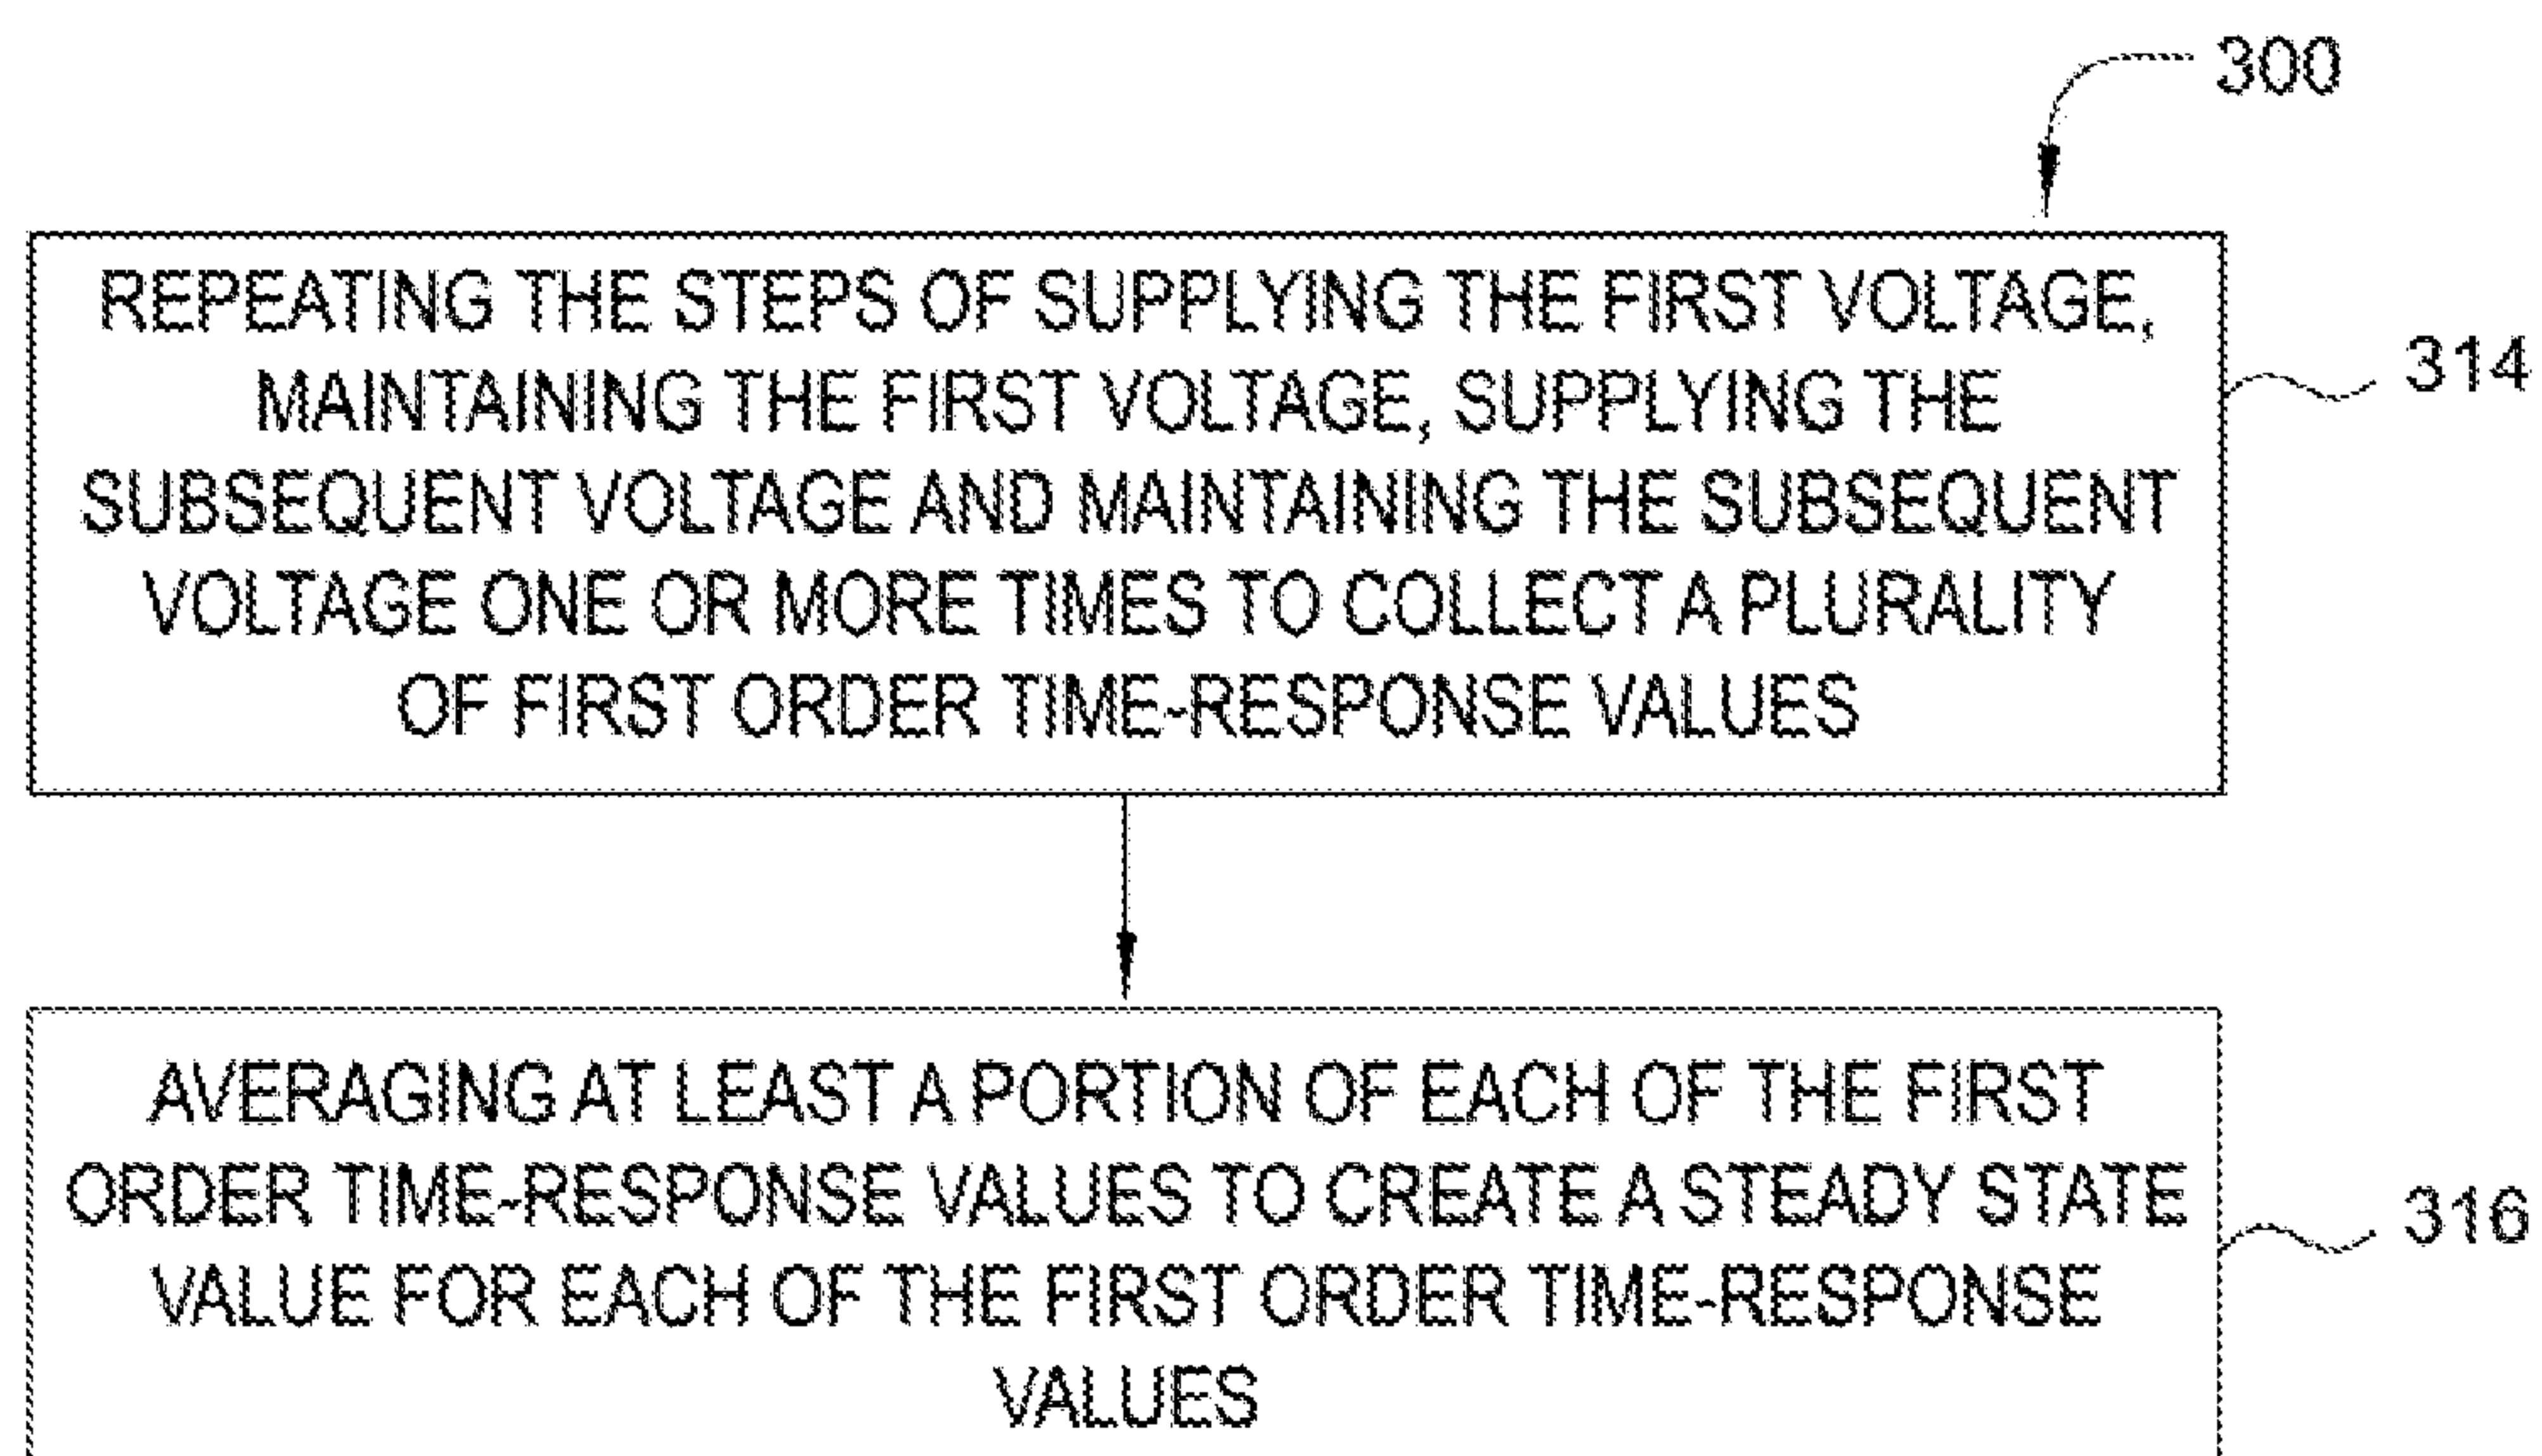 300
REPEATING THE STEPS OF SUPPLYING THE FIRST VOLTAGE,
MAINTAINING THE FIRST VOLTAGE, SUPPLYING THE
SUBSEQUENT VOLTAGE AND MAINTAINING THE SUBSEQUENT
VOLTAGE ONE OR MORE TIMES TO COLLECT A PLURALITY
OF FIRST ORDER TIME-RESPONSE VALUES
314
AVERAGING AT LEAST A PORTION OF EACH OF THE FIRST
ORDER TIME-RESPONSE VALUES TO CREATE A STEADY STATE
VALUE FOR EACH OF THE FIRST ORDER TIME-RESPONSE
VALUES
316